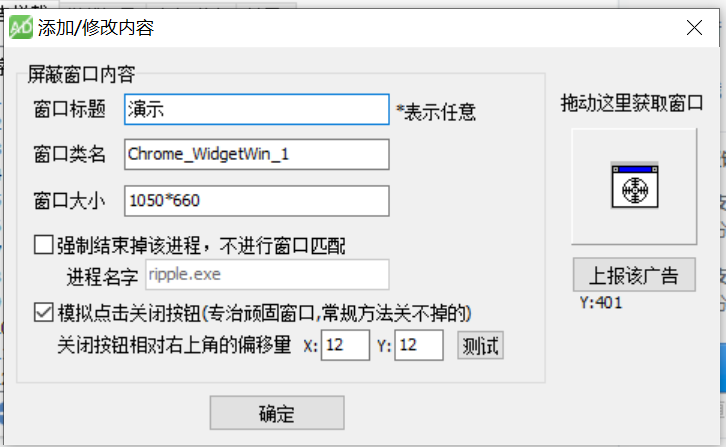 AD 添加/修改内容
屏蔽窗口内容
窗口标题 演示 *表示任意
窗口类名 Chrome_WidgetWin_1
窗口大小 1050*660
强制结束掉该进程，不进行窗口匹配
进程名字 ripple.exe
模拟点击关闭按钮(专治顽固窗口,常规方法关不掉的)
关闭按钮相对右上角的偏移量 X: 12 Y: 12 测试
确定
拖动这里获取窗口
上报该广告
Y:401